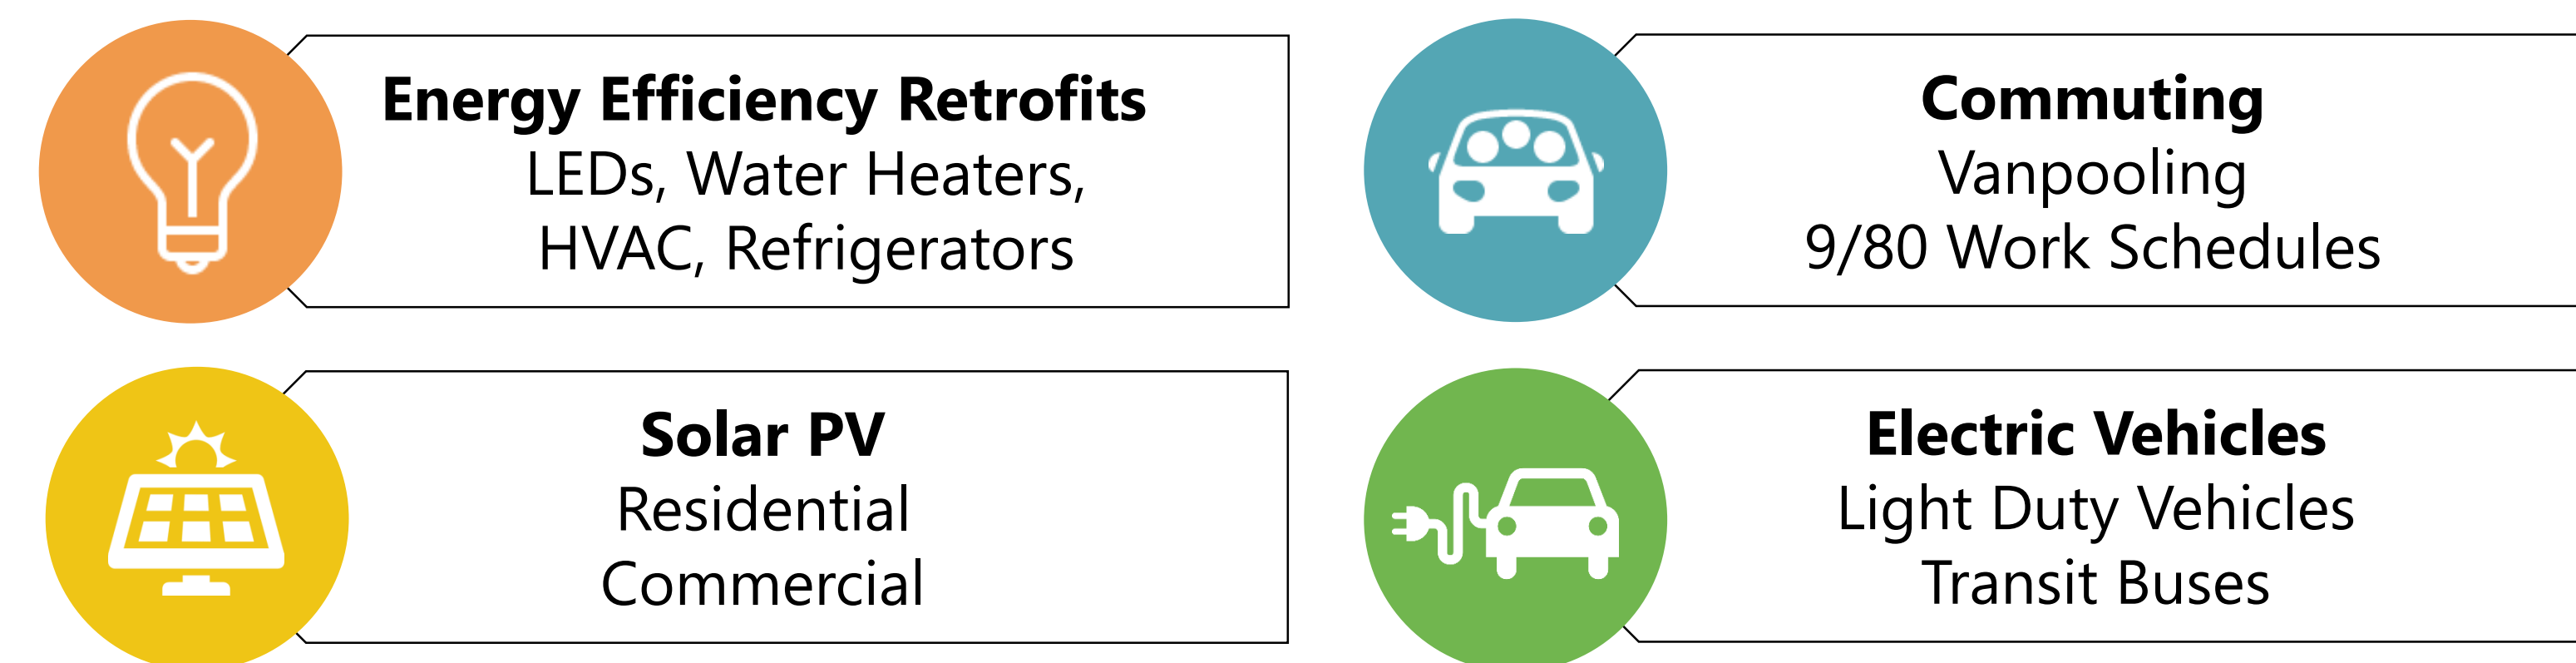 Energy Efficiency Retrofits
LEDs, Water Heaters,
HVAC, Refrigerators
Commuting
Vanpooling
9/80 Work Schedules
Solar PV
Residential
Commercial
Electric Vehicles
Light Duty Vehicles
Transit Buses